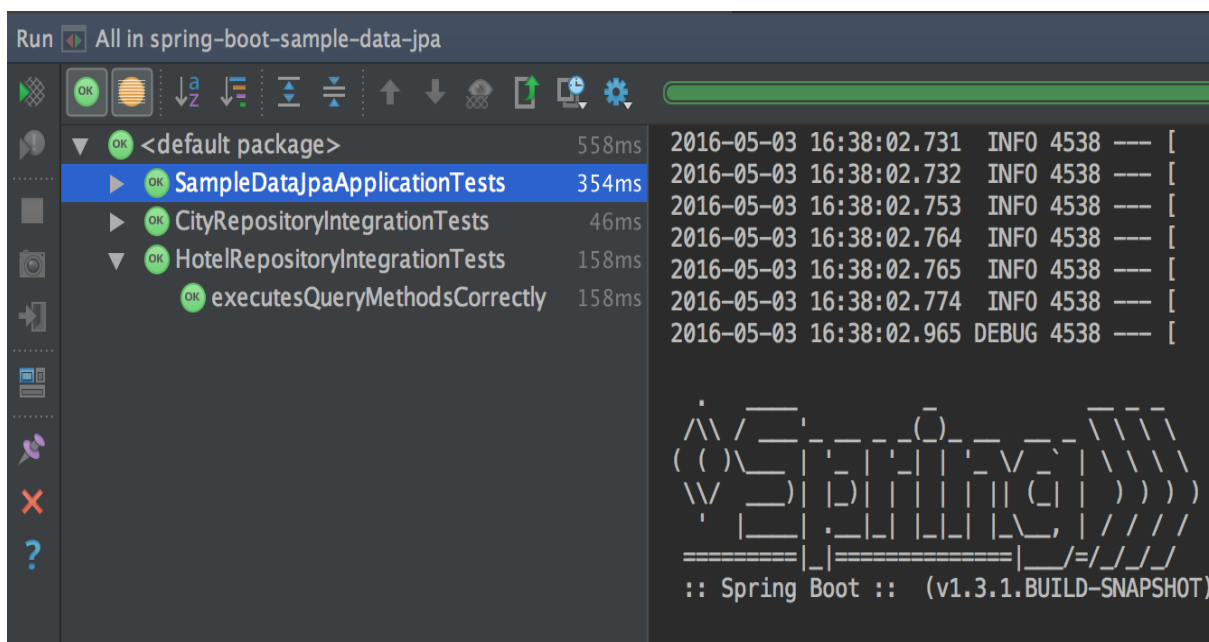 Run All in spring-boot-sample-data-jpa
OK
<default package> 558ms
SampleDataJpaApplicationTests 354ms
CityRepositoryIntegrationTests 46ms
HotelRepositoryIntegrationTests 158ms
executesQueryMethodsCorrectly 158ms
2016-05-03 16:38:02.731 INFO 4538 --- [
2016-05-03 16:38:02.732 INFO 4538 --- [
2016-05-03 16:38:02.753 INFO 4538 --- [
2016-05-03 16:38:02.764 INFO 4538 --- [
2016-05-03 16:38:02.765 INFO 4538 --- [
2016-05-03 16:38:02.774 INFO 4538 --- [
2016-05-03 16:38:02.965 DEBUG 4538 --- [
Spring
:: Spring Boot :: (v1.3.1.BUILD-SNAPSHOT)